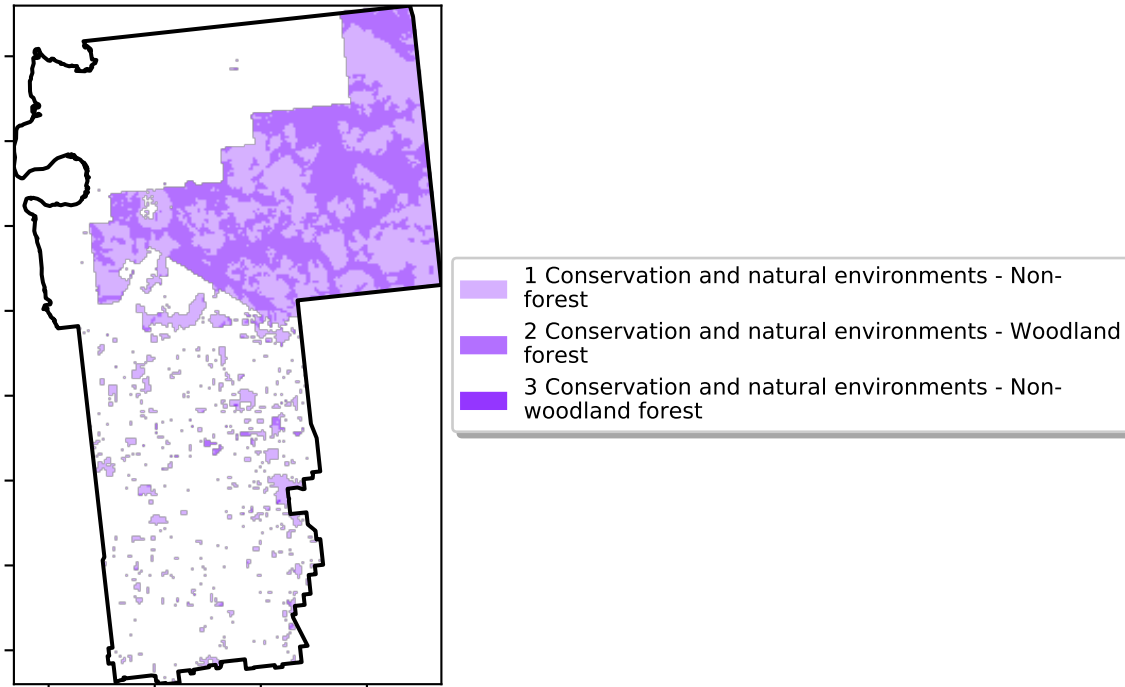 1 Conservation and natural environments - Non-
forest
2 Conservation and natural environments - Woodland
forest
3 Conservation and natural environments - Non-
woodland forest